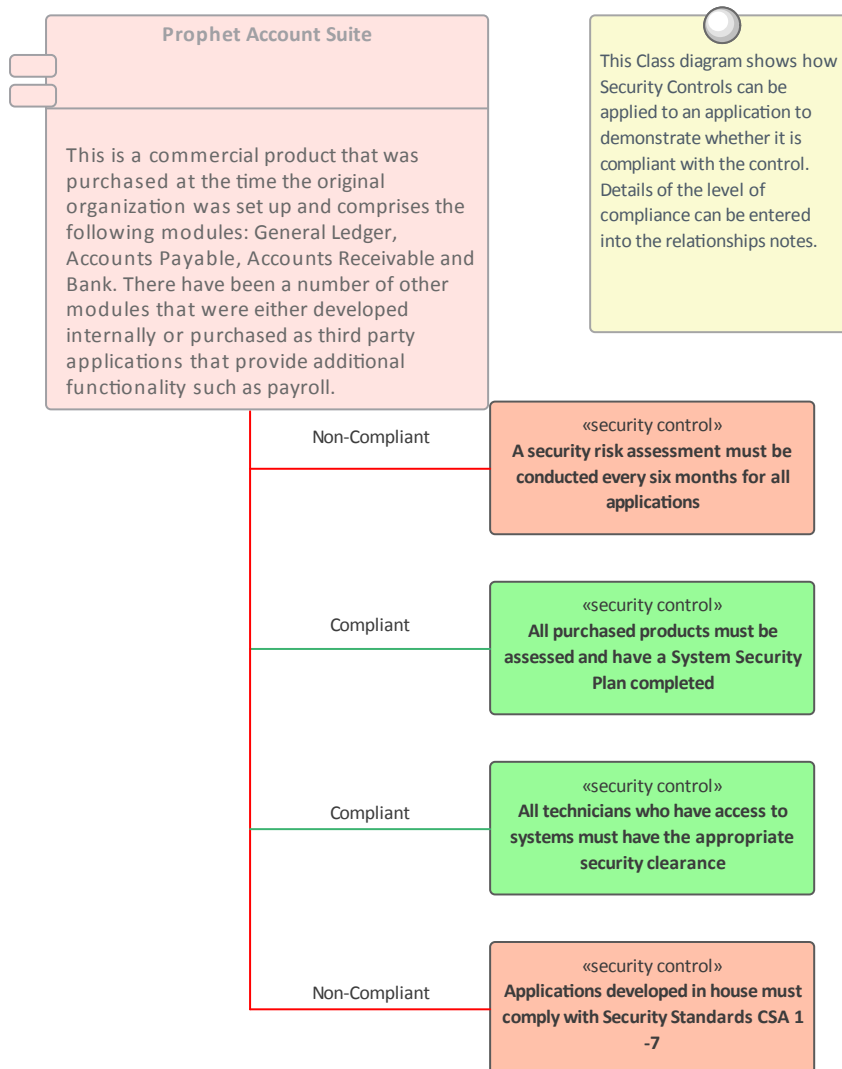 Prophet Account Suite
This is a commercial product that was
purchased at the time the original
organization was set up and comprises the
following modules: General Ledger,
Accounts Payable, Accounts Receivable and
Bank. There have been a number of other
modules that were either developed
internally or purchased as third party
applications that provide additional
functionality such as payroll.
This Class diagram shows how
Security Controls can be
applied to an application to
demonstrate whether it is
compliant with the control.
Details of the level of
compliance can be entered
into the relationships notes.
Non-Compliant
«security control»
A security risk assessment must be
conducted every six months for all
applications
Compliant
«security control»
All purchased products must be
assessed and have a System Security
Plan completed
Compliant
«security control»
All technicians who have access to
systems must have the appropriate
security clearance
Non-Compliant
«security control»
Applications developed in house must
comply with Security Standards CSA 1
-7